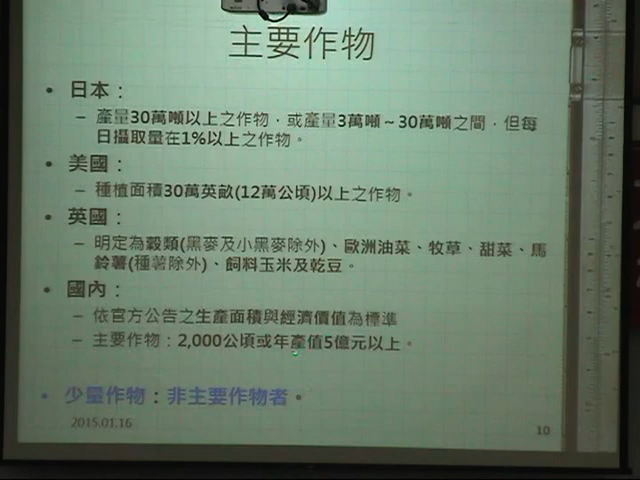 主要作物
• 日本：
– 產量30萬噸以上之作物，或產量3萬噸～30萬噸之間，但每
日攝取量在1%以上之作物。
• 美國：
– 種植面積30萬英畝(12萬公頃)以上之作物。
• 英國：
– 明定為穀類(黑麥及小黑麥除外)、歐洲油菜、牧草、甜菜、馬
鈴薯(種薯除外)、飼料玉米及乾豆。
• 國內：
– 依官方公告之生產面積與經濟價值為標準
– 主要作物：2,000公頃或年產值5億元以上。
• 少量作物：非主要作物者。
2015.01.16
10